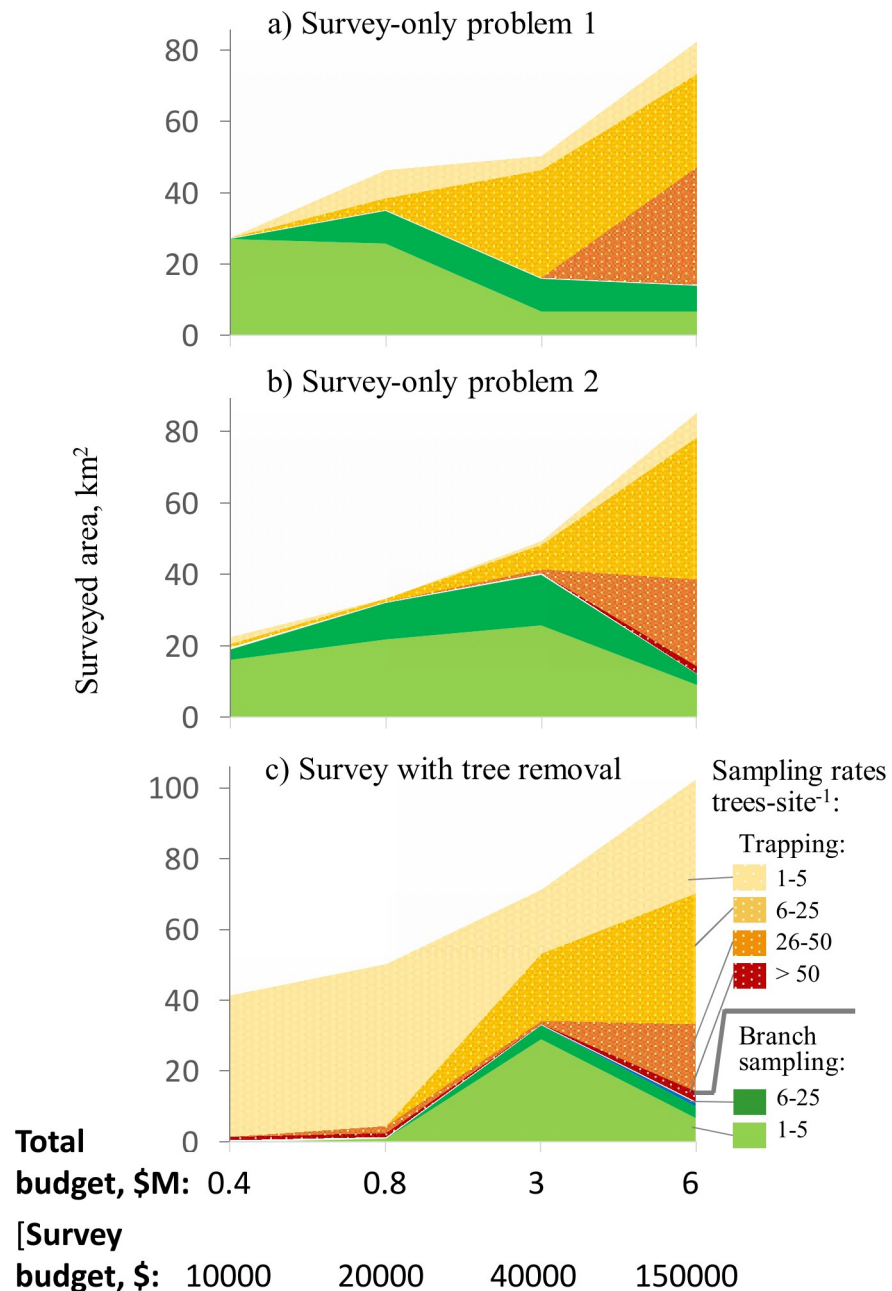 a) Survey-only problem 1
80
60
40
20
0
b) Survey-only problem 2
80
60
40
20
0
Surveyed area, km²
c) Survey with tree removal
100
80
60
40
20
0
Sampling rates
trees-site⁻¹:
Trapping:
1-5
6-25
26-50
> 50
Branch
sampling:
6-25
1-5
Total
budget, $M: 0.4 0.8 3 6
[Survey
budget, $: 10000 20000 40000 150000